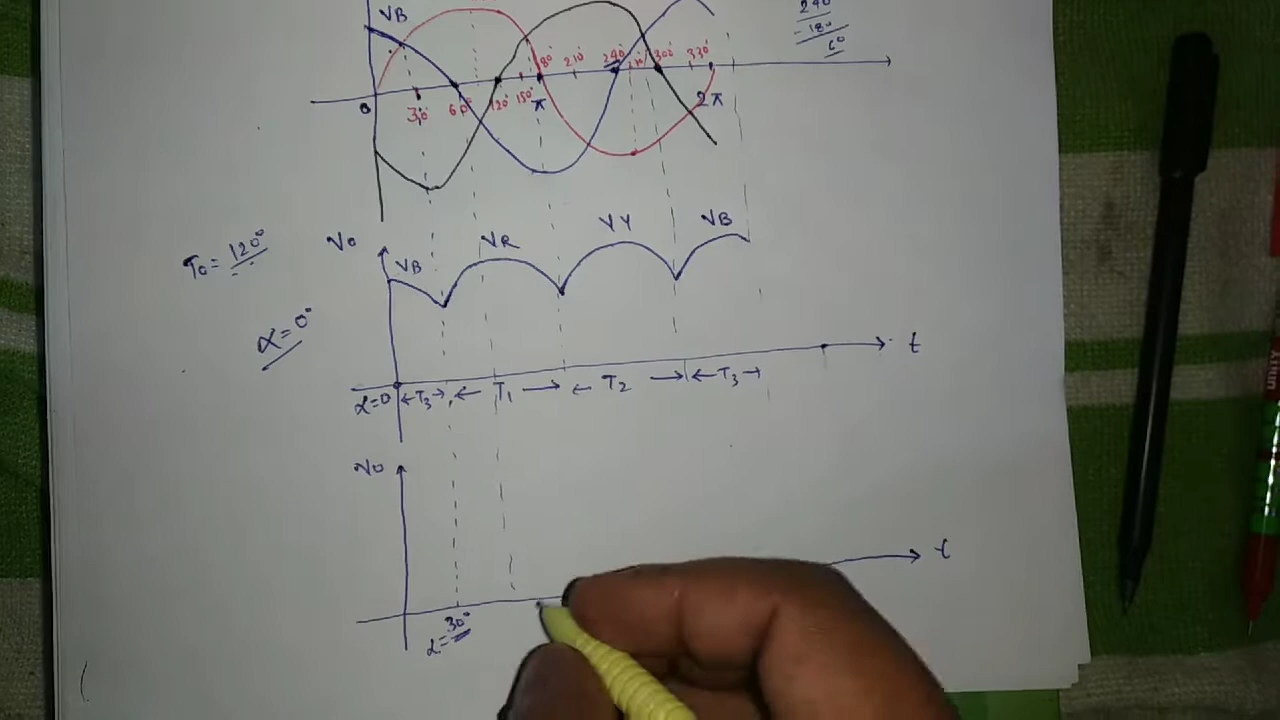 VB
240
-180
60
180° 210° 240° 300° 330°
0 30° 60° 120° 150° π 2π
T0 = 120°
V0
VB VR VY VB
α=0°
t
α=0 T3 T1 T2 T3
V0
t
α=30°